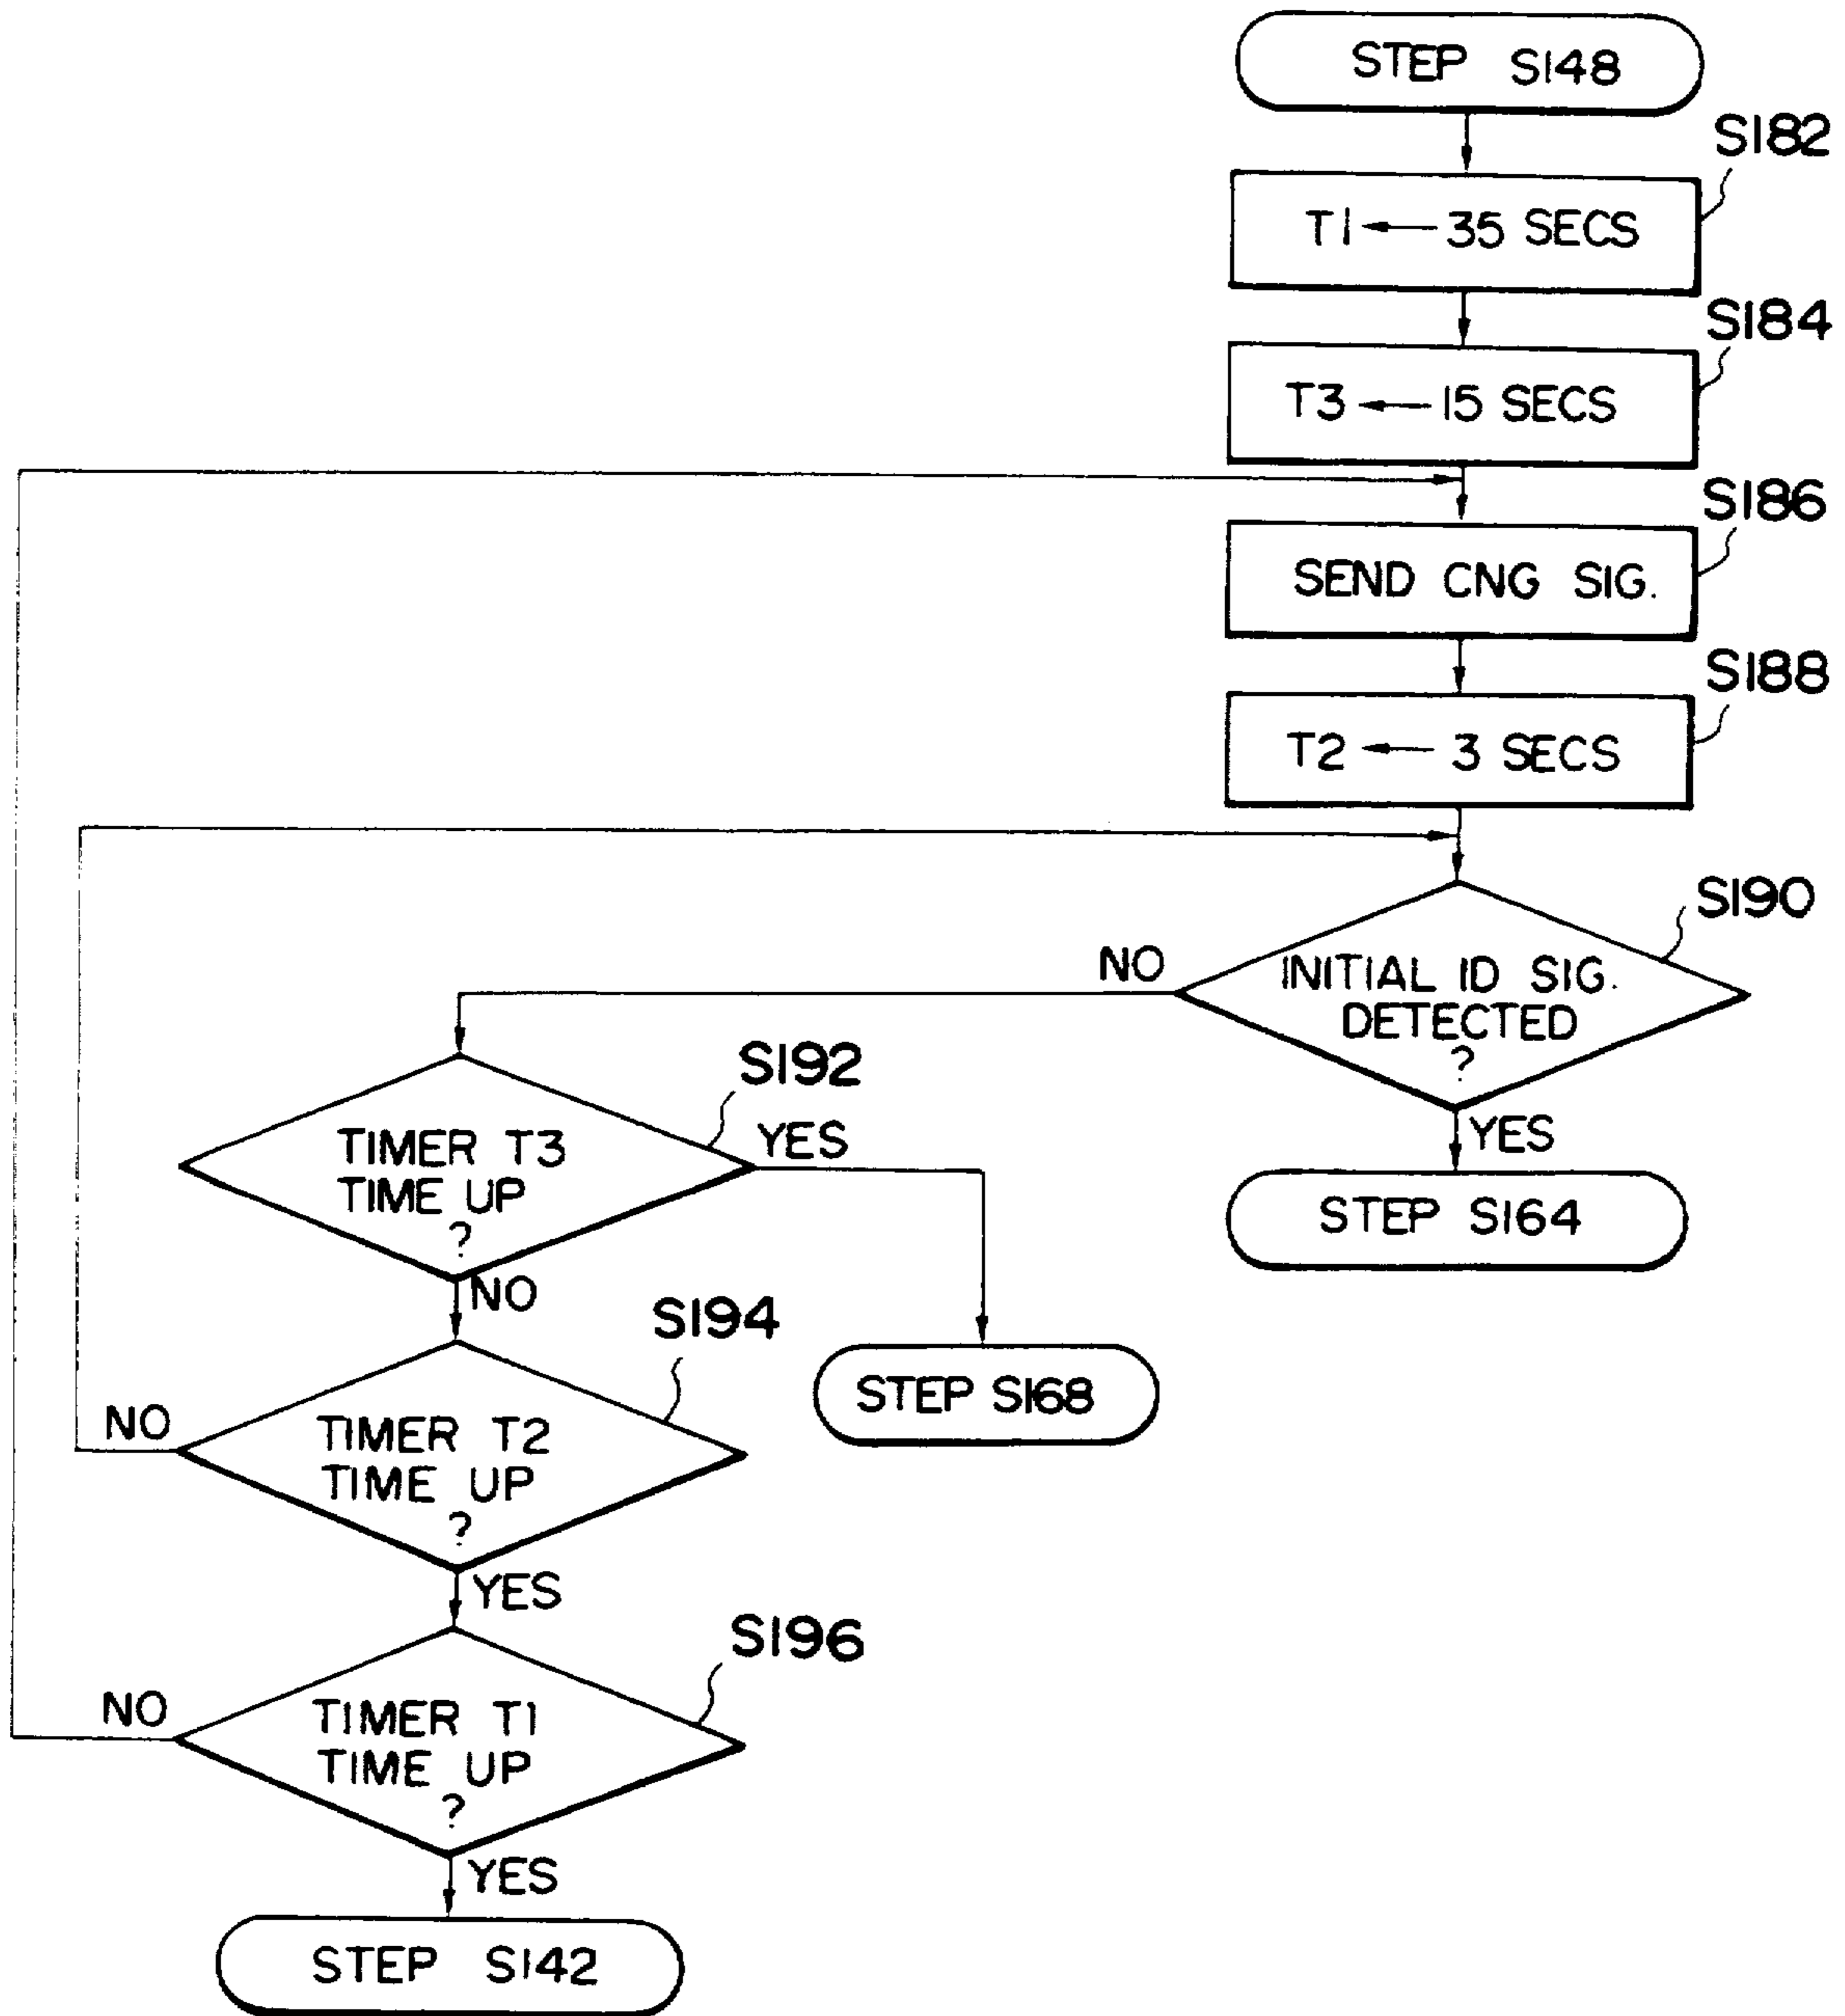 STEP S148
S182
T1 ← 35 SECS
S184
T3 ← 15 SECS
S186
SEND CNG SIG.
S188
T2 ← 3 SECS
S190
INITIAL ID SIG.
DETECTED
?
NO
YES
STEP S164
S192
TIMER T3
TIME UP
?
YES
NO
STEP S168
S194
TIMER T2
TIME UP
?
NO
YES
S196
TIMER T1
TIME UP
?
NO
YES
STEP S142